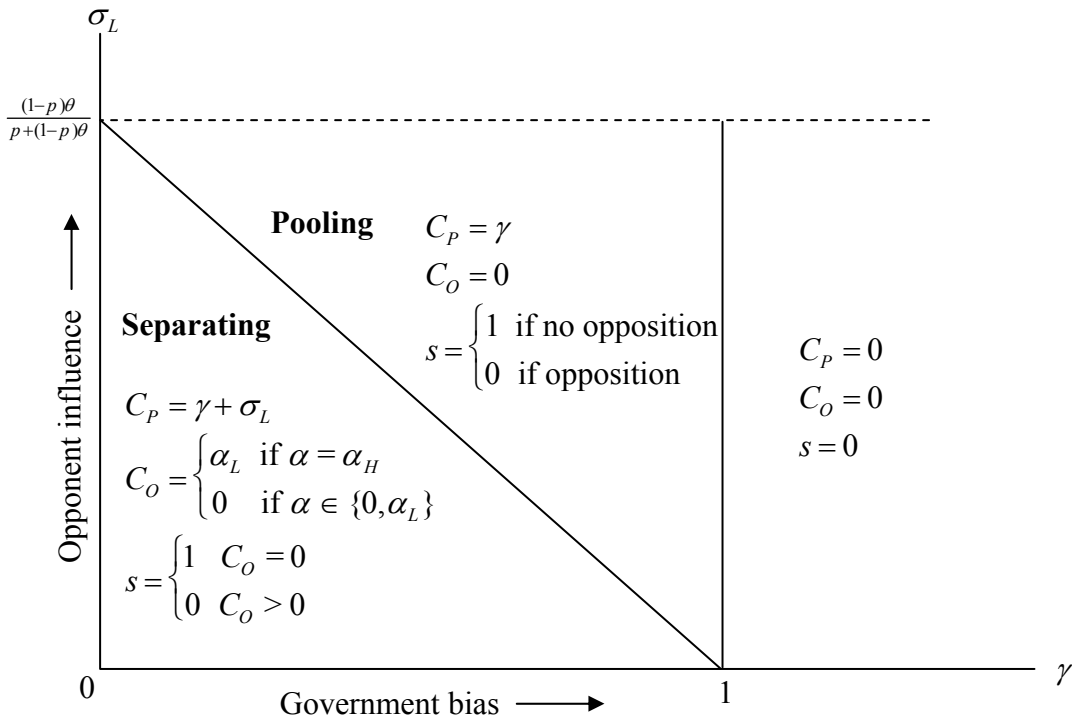 σ_L
(1−p)θ
p+(1−p)θ
Opponent influence
Pooling
C_P = γ
C_O = 0
s = { 1 if no opposition
0 if opposition
Separating
C_P = γ + σ_L
C_O = { α_L if α = α_H
0 if α ∈ {0, α_L}
s = { 1 C_O = 0
0 C_O > 0
C_P = 0
C_O = 0
s = 0
0
Government bias
1
γ